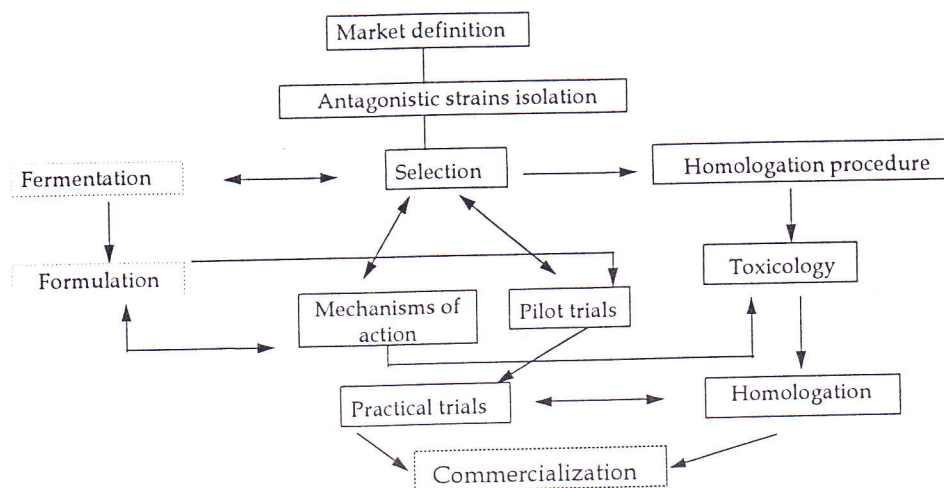 Market definition
Antagonistic strains isolation
Fermentation
Selection
Homologation procedure
Formulation
Mechanisms of
action
Pilot trials
Toxicology
Practical trials
Homologation
Commercialization